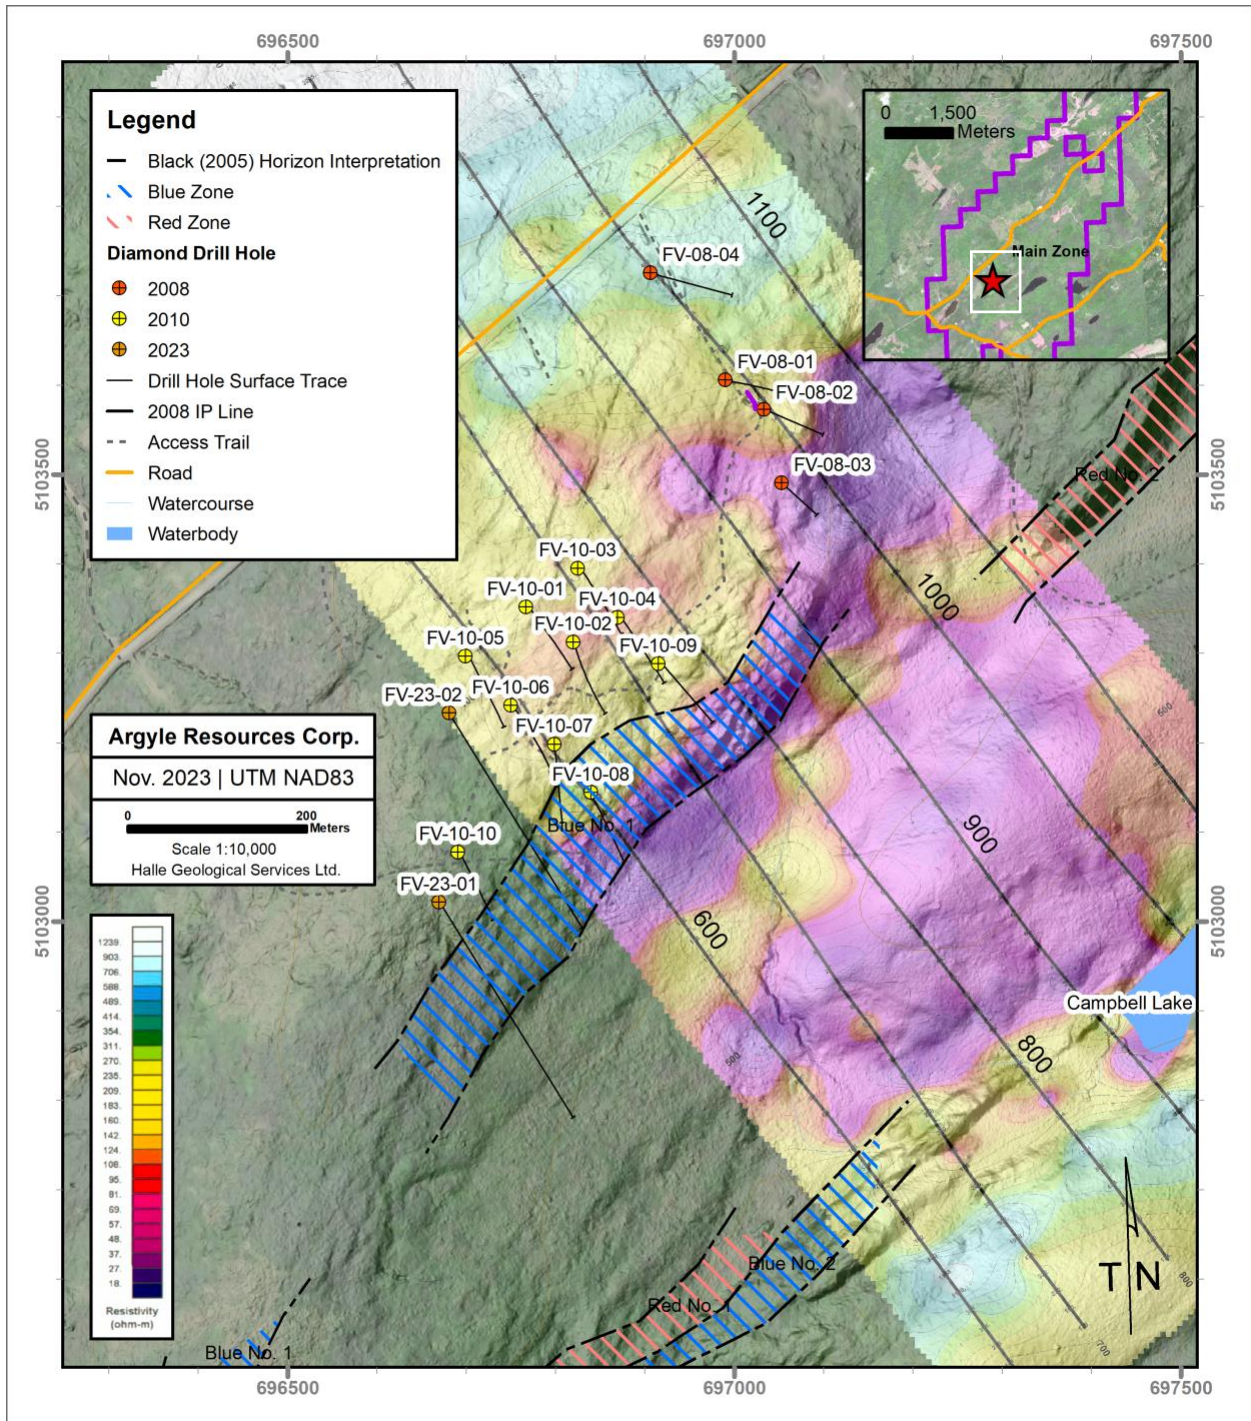 696500
697000
697500
Legend
Black (2005) Horizon Interpretation
Blue Zone
Red Zone
Diamond Drill Hole
2008
2010
2023
Drill Hole Surface Trace
2008 IP Line
Access Trail
Road
Watercourse
Waterbody
0 1,500
Meters
Main Zone
1100
FV-08-04
FV-08-01
FV-08-02
FV-08-03
Red No. 2
5103500
5103500
FV-10-03
FV-10-01
FV-10-04
FV-10-02
FV-10-05
FV-10-09
1000
FV-23-02
FV-10-06
FV-10-07
FV-10-08
Blue No. 1
500
Argyle Resources Corp.
Nov. 2023 | UTM NAD83
0 200
Meters
Scale 1:10,000
Halle Geological Services Ltd.
FV-10-10
FV-23-01
900
600
5103000
5103000
Campbell Lake
800
500
1239.
903.
706.
588.
489.
414.
354.
311.
270.
235.
209.
183.
160.
142.
124.
108.
95.
81.
69.
57.
48.
37.
27.
18.
Resistivity
(ohm-m)
Blue No. 2
Red No. 1
Blue No. 1
T N
800
700
696500
697000
697500